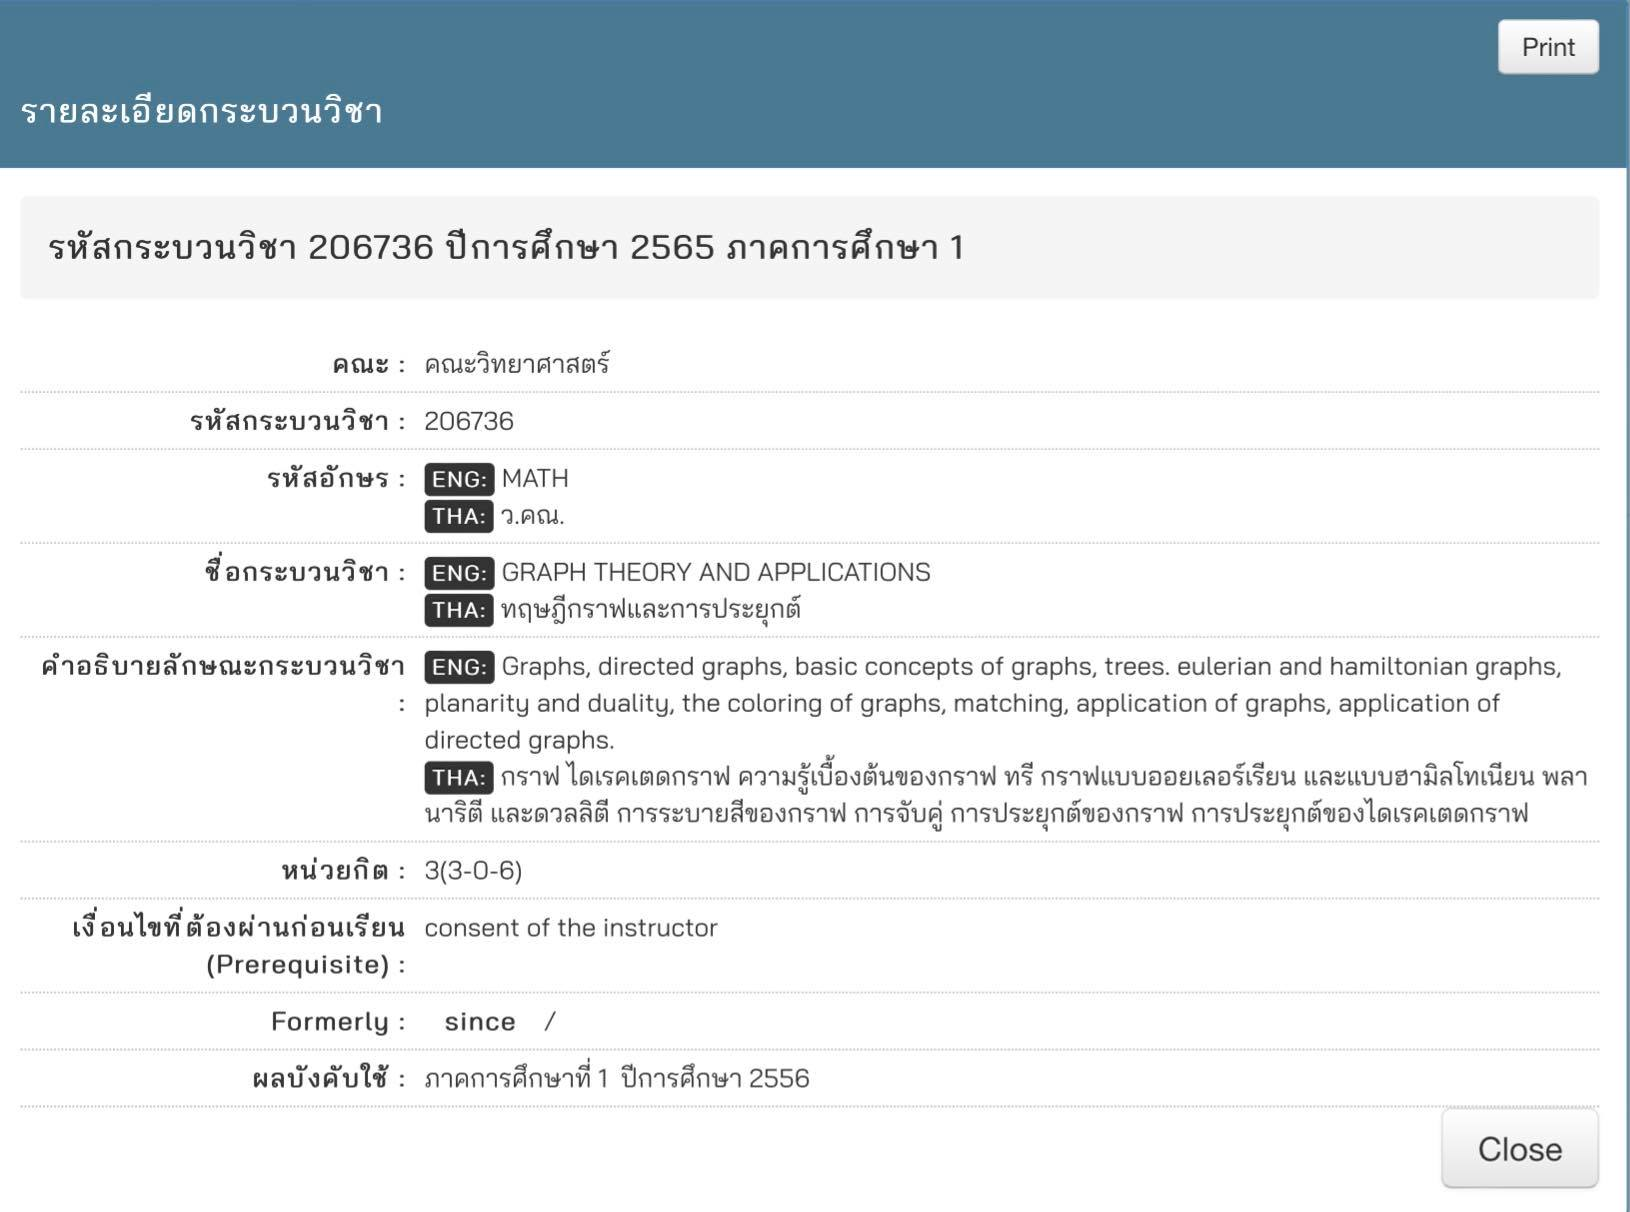 Print
รายละเอียดกระบวนวิชา
รหัสกระบวนวิชา 206736 ปีการศึกษา 2565 ภาคการศึกษา 1
คณะ : คณะวิทยาศาสตร์
รหัสกระบวนวิชา : 206736
รหัสอักษร : ENG: MATH
THA: ว.คณ.
ชื่อกระบวนวิชา : ENG: GRAPH THEORY AND APPLICATIONS
THA: ทฤษฎีกราฟและการประยุกต์
คำอธิบายลักษณะกระบวนวิชา ENG: Graphs, directed graphs, basic concepts of graphs, trees. eulerian and hamiltonian graphs,
: planarity and duality, the coloring of graphs, matching, application of graphs, application of
directed graphs.
THA: กราฟ ไดเรคเตดกราฟ ความรู้เบื้องต้นของกราฟ ทรี กราฟแบบออยเลอร์เรียน และแบบฮามิลโทเนียน พลา
นาริตี และดวลลิตี การระบายสีของกราฟ การจับคู่ การประยุกต์ของกราฟ การประยุกต์ของไดเรคเตดกราฟ
หน่วยกิต : 3(3-0-6)
เงื่อนไขที่ต้องผ่านก่อนเรียน consent of the instructor
(Prerequisite) :
Formerly : since /
ผลบังคับใช้ : ภาคการศึกษาที่ 1 ปีการศึกษา 2556
Close